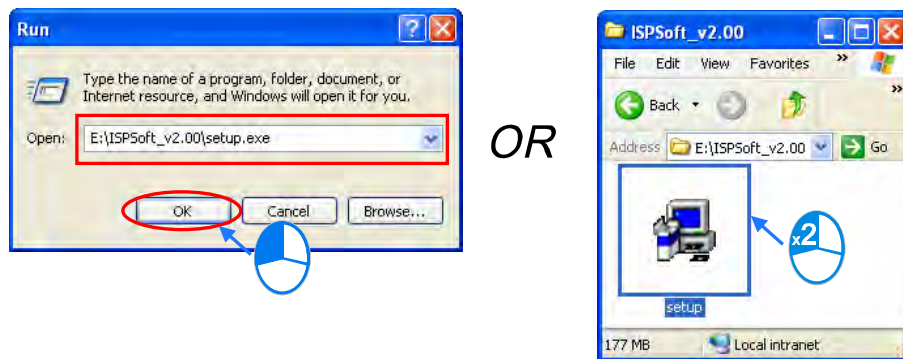 Run
Type the name of a program, folder, document, or
Internet resource, and Windows will open it for you.
Open: E:\ISPSoft_v2.00\setup.exe
OK Cancel Browse...
OR
ISPSoft_v2.00
File Edit View Favorites »
Back »
Address E:\ISPSoft_v2.00 Go
x2
setup
177 MB Local intranet